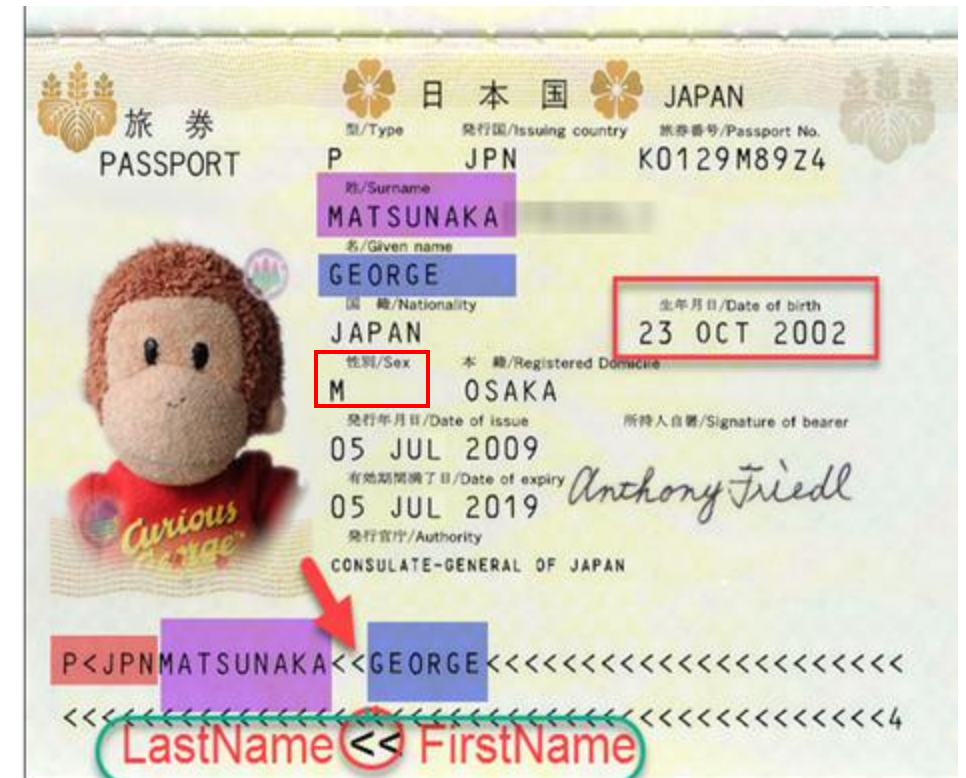 日本国 JAPAN
旅券
PASSPORT
型/Type 発行国/Issuing country 旅券番号/Passport No.
P JPN K0129M89Z4
姓/Surname
MATSUNAKA
名/Given name
GEORGE
国 籍/Nationality 生年月日/Date of birth
JAPAN 23 OCT 2002
性別/Sex 本 籍/Registered Domicile
M OSAKA
発行年月日/Date of issue 所持人自署/Signature of bearer
05 JUL 2009
有効期間満了日/Date of expiry Anthony Friedl
05 JUL 2019
発行官庁/Authority
CONSULATE-GENERAL OF JAPAN
Curious
George
P<JPNMATSUNAKA<<GEORGE<<<<<<<<<<<<<<<<<<<<<<
<<<<<<<<<<<<<<<<<<<<<<<<<<<<<<<<<<<<<<<<<<<4
LastName << FirstName